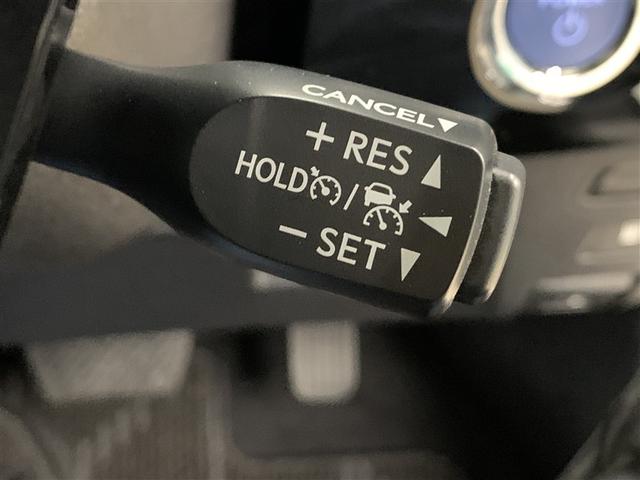 CANCEL▼
+ RES ▲
HOLD / ◀
− SET ▼